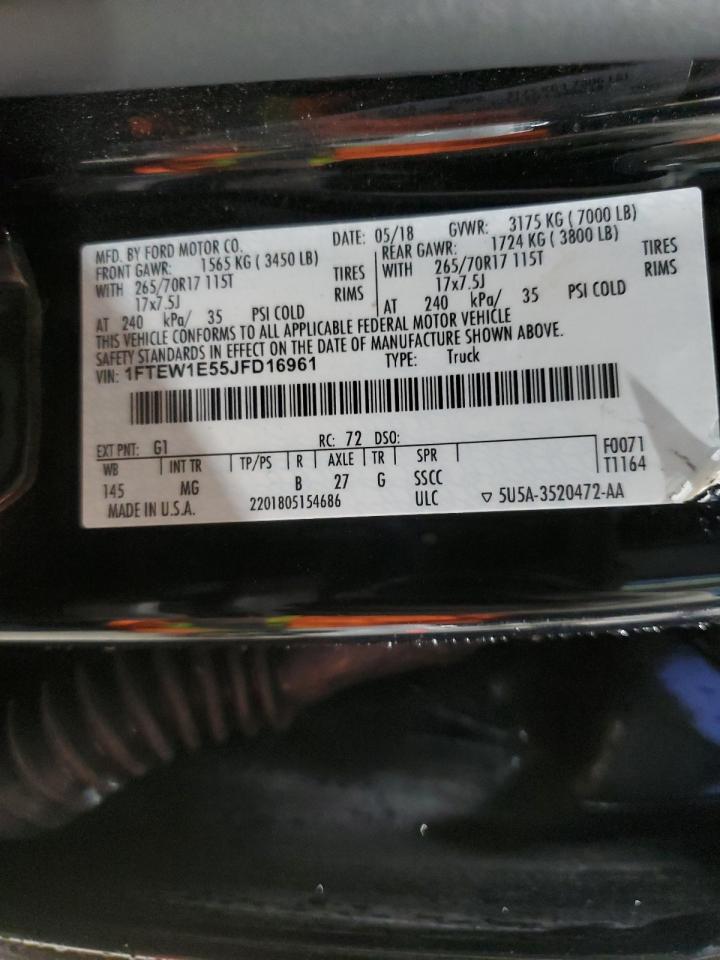 MFD. BY FORD MOTOR CO.
DATE: 05/18 GVWR: 3175 KG ( 7000 LB)
FRONT GAWR: 1565 KG ( 3450 LB)
WITH 265/70R17 115T TIRES
17x7.5J RIMS
AT 240 kPa/ 35 PSI COLD
REAR GAWR: 1724 KG ( 3800 LB)
WITH 265/70R17 115T TIRES
17x7.5J RIMS
AT 240 kPa/ 35 PSI COLD
THIS VEHICLE CONFORMS TO ALL APPLICABLE FEDERAL MOTOR VEHICLE
SAFETY STANDARDS IN EFFECT ON THE DATE OF MANUFACTURE SHOWN ABOVE.
VIN: 1FTEW1E55JFD16961 TYPE: Truck
EXT PNT: G1 RC: 72 DSO:
WB INT TR TP/PS R AXLE TR SPR
145 MG B 27 G SSCC
F0071
T1164
MADE IN U.S.A. 2201805154686 ULC ▽ 5U5A-3520472-AA